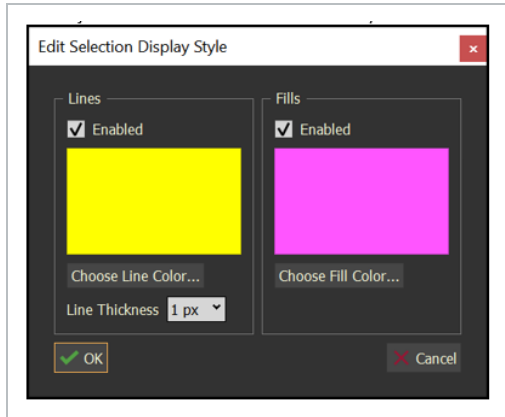 Edit Selection Display Style
Lines
Enabled
Choose Line Color...
Line Thickness 1 px
Fills
Enabled
Choose Fill Color...
OK
Cancel